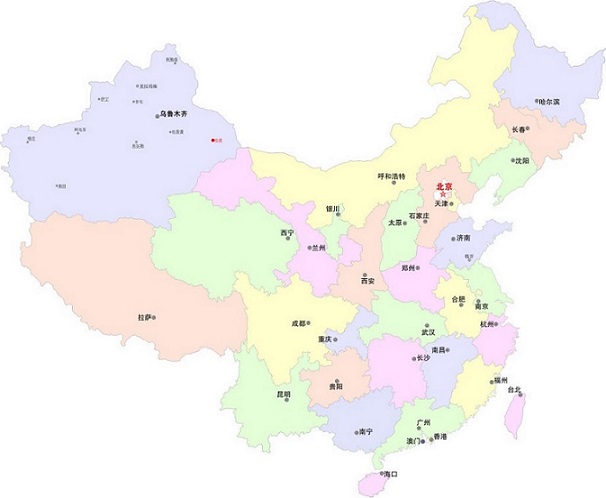 哈尔滨
乌鲁木齐
长春
沈阳
呼和浩特
北京
天津
银川
石家庄
太原
西宁
济南
兰州
郑州
西安
合肥
南京
拉萨
成都
杭州
武汉
重庆
南昌
长沙
贵阳
福州
台北
昆明
广州
南宁
香港
澳门
海口